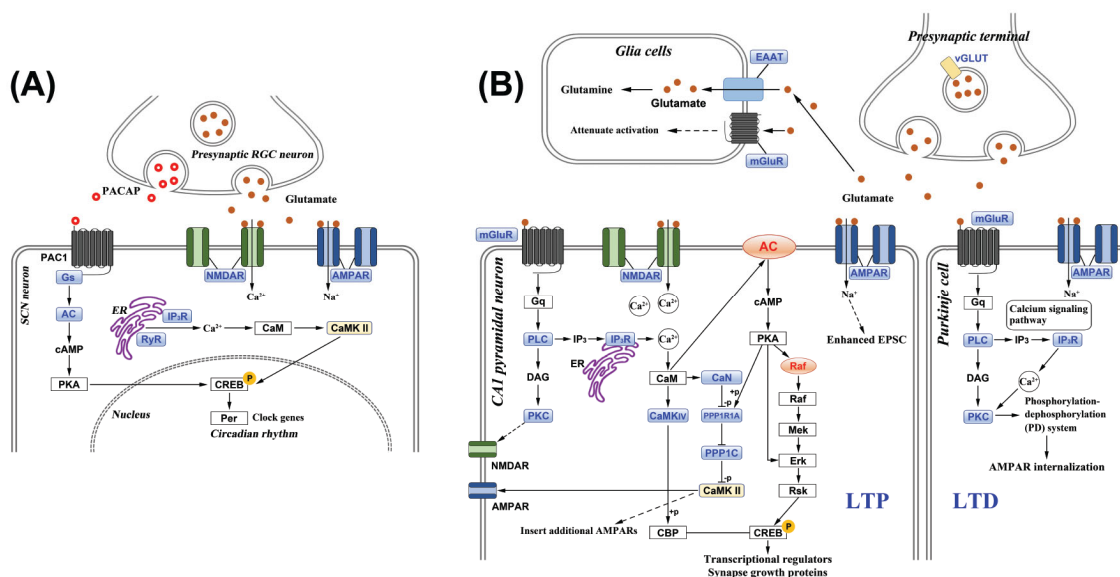 (A)
Presynaptic RGC neuron
PACAP
Glutamate
PAC1
NMDAR
AMPAR
SCN neuron
Gs
Ca²⁺
Na⁺
AC
ER
IP₃R
RyR
Ca²⁺
CaM
CaMK II
cAMP
PKA
CREB
P
Nucleus
Per
Clock genes
Circadian rhythm
(B)
Glia cells
EAAT
Glutamine
Glutamate
Attenuate activation
mGluR
Presynaptic terminal
vGLUT
Glutamate
mGluR
NMDAR
AC
AMPAR
CA1 pyramidal neuron
Gq
Ca²⁺
Ca²⁺
Na⁺
cAMP
Enhanced EPSC
PLC
IP₃
IP₃R
Ca²⁺
PKA
ER
DAG
CaM
CaN
Raf
+p
-p
PKC
CaMKiv
PPP1R1A
Raf
Mek
PPP1C
Erk
NMDAR
-p
CaMK II
Rsk
AMPAR
LTP
Insert additional AMPARs
+p
CBP
CREB
P
Transcriptional regulators
Synapse growth proteins
Purkinje cell
mGluR
AMPAR
Gq
Na⁺
Calcium signaling
pathway
PLC
IP₃
IP₃R
DAG
Ca²⁺
PKC
Phosphorylation-
dephosphorylation
(PD) system
AMPAR internalization
LTD